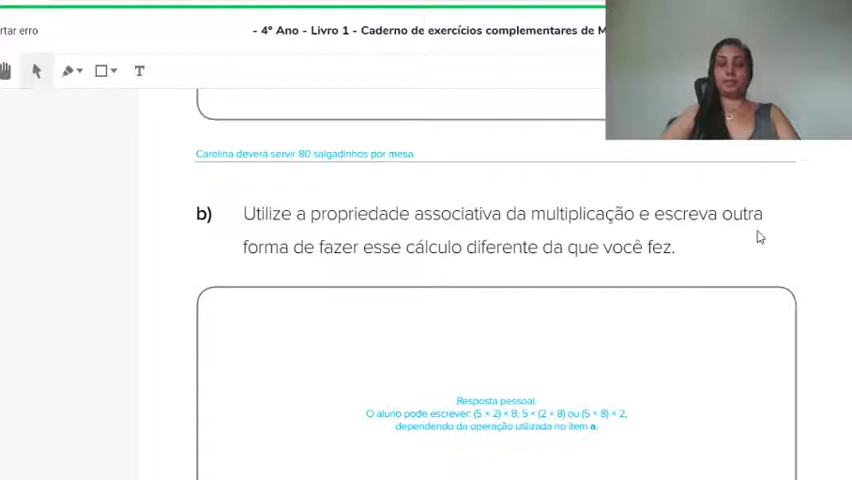 rtar erro
- 4º Ano - Livro 1 - Caderno de exercícios complementares de M
T
Carolina deverá servir 80 salgadinhos por mesa.
b) Utilize a propriedade associativa da multiplicação e escreva outra
forma de fazer esse cálculo diferente da que você fez.
Resposta pessoal.
O aluno pode escrever: (5 × 2) × 8; 5 × (2 × 8) ou (5 × 8) × 2,
dependendo da operação utilizada no item a.